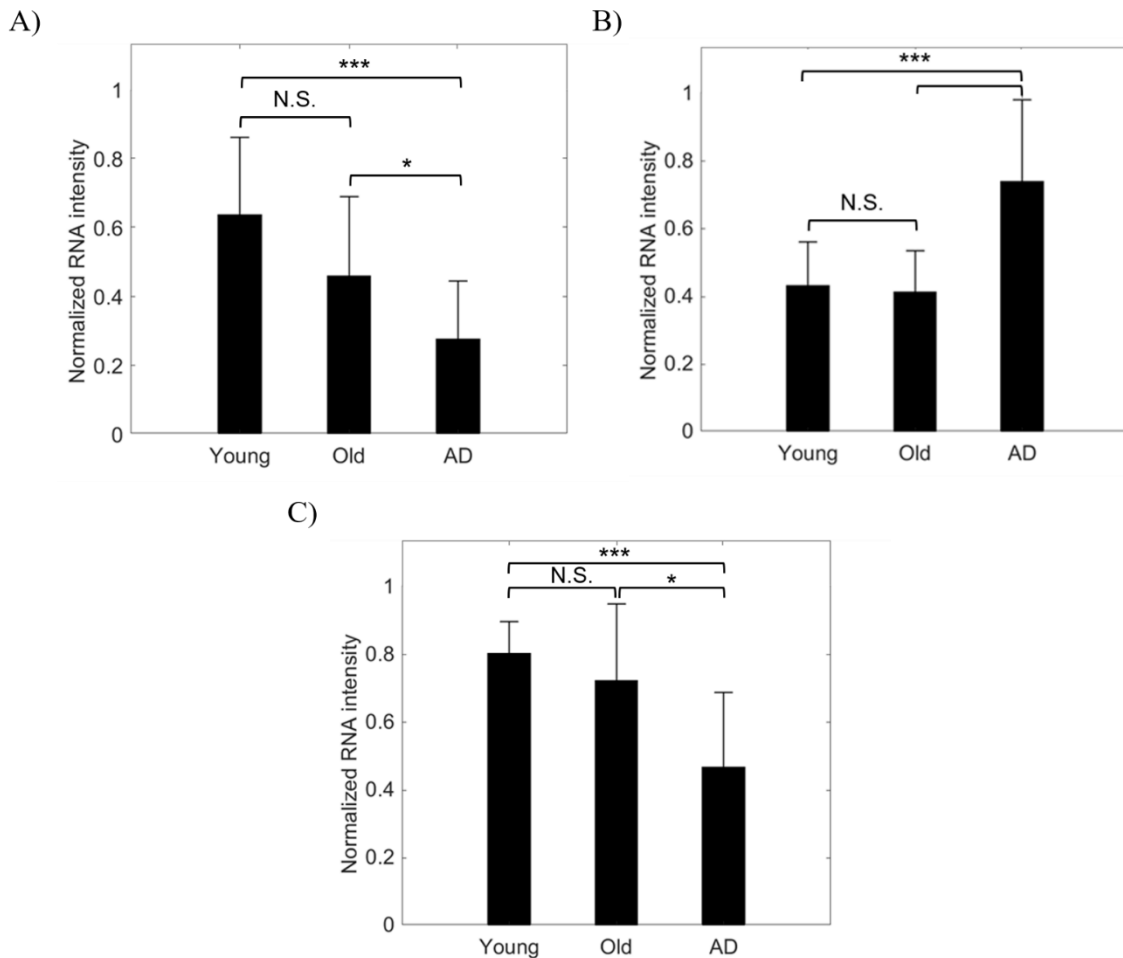 A)
***
N.S.
*
1
0.8
0.6
0.4
0.2
0
Normalized RNA intensity
Young Old AD
B)
***
N.S.
1
0.8
0.6
0.4
0.2
0
Normalized RNA intensity
Young Old AD
C)
***
N.S. *
1
0.8
0.6
0.4
0.2
0
Normalized RNA intensity
Young Old AD